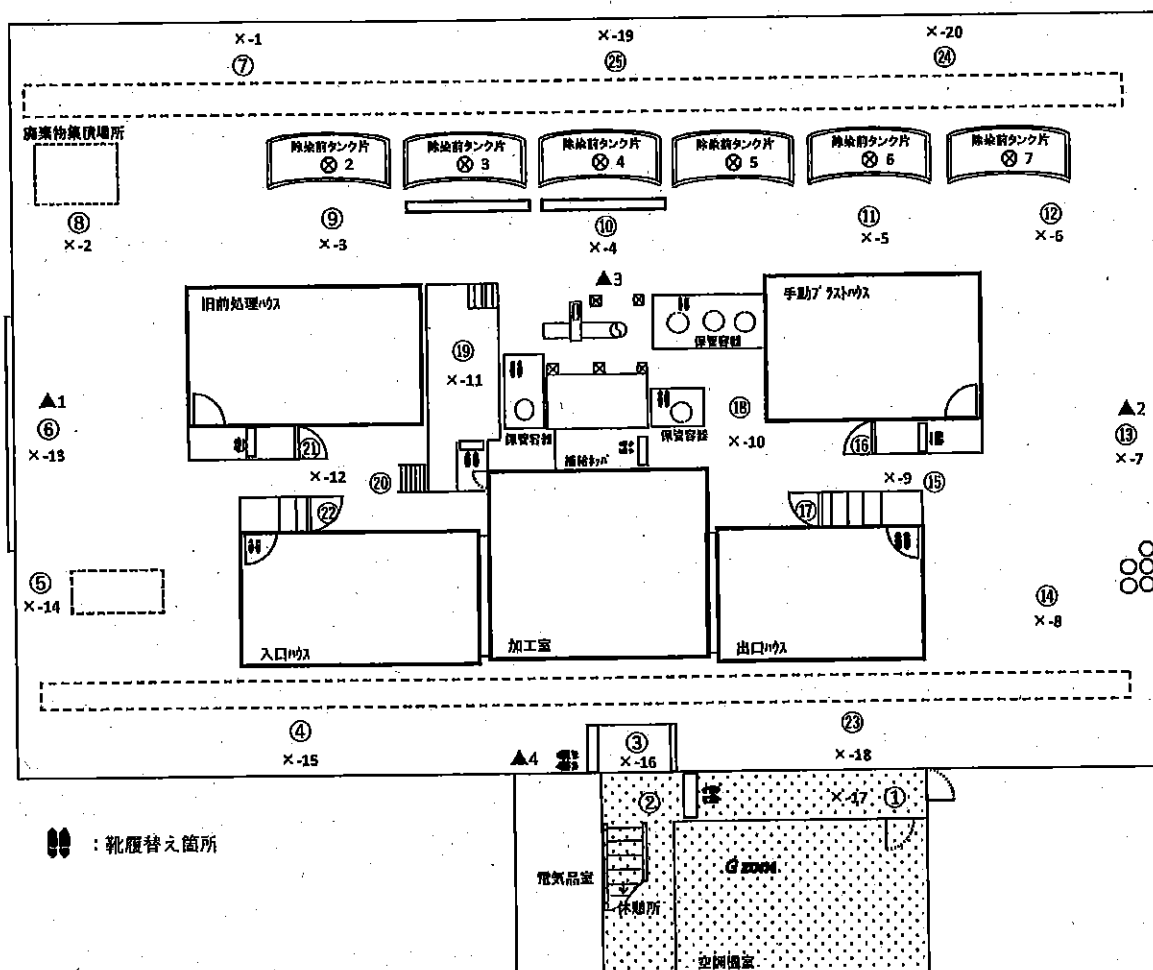 ×-1
×-19
×-20
⑦
㉕
㉔
廃棄物集積場所
除染前タンク片
⊗ 2
除染前タンク片
⊗ 3
除染前タンク片
⊗ 4
除染前タンク片
⊗ 5
除染前タンク片
⊗ 6
除染前タンク片
⊗ 7
⑧
×-2
⑨
×-3
⑩
×-4
⑪
×-5
⑫
×-6
▲3
旧前処理ハウス
手動ブラストハウス
保管容器
⑲
×-11
▲1
⑥
×-13
保管容器
保管容器
⑱
×-10
▲2
⑬
×-7
㉑
補給ホッパ
⑯
×-12
⑳
×-9
⑮
㉒
⑰
⑤
×-14
⑭
×-8
入口ハウス
加工室
出口ハウス
④
×-15
▲4
③
×-16
㉓
×-18
②
×-17
①
:靴履替え箇所
電気品室
休憩所
G zone
空調機室